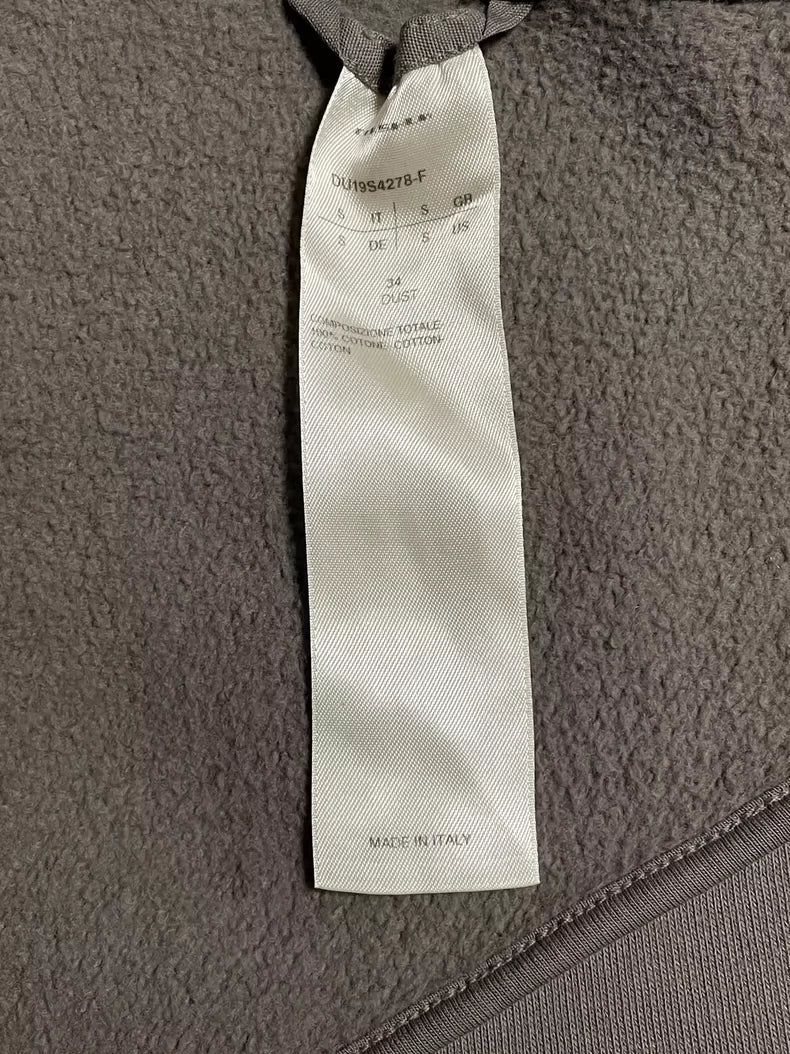 DU19S4278-F
S IT | S GB
S DE | S US
34
DUST
COMPOSIZIONE TOTALE:
100% COTONE COTTON-
COTON
MADE IN ITALY